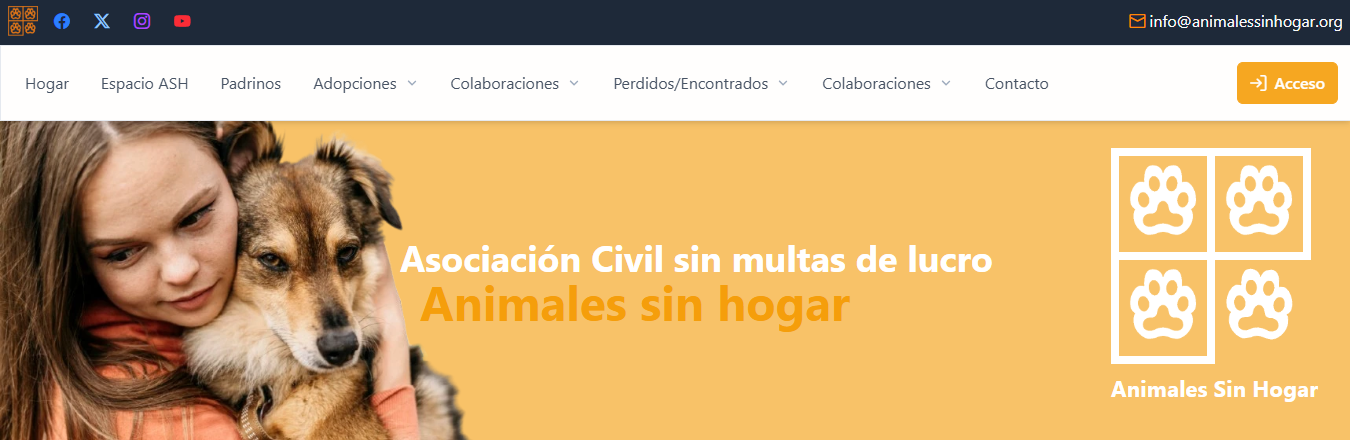 info@animalessinhogar.org
Hogar Espacio ASH Padrinos Adopciones Colaboraciones Perdidos/Encontrados Colaboraciones Contacto Acceso
Asociación Civil sin multas de lucro
Animales sin hogar
Animales Sin Hogar